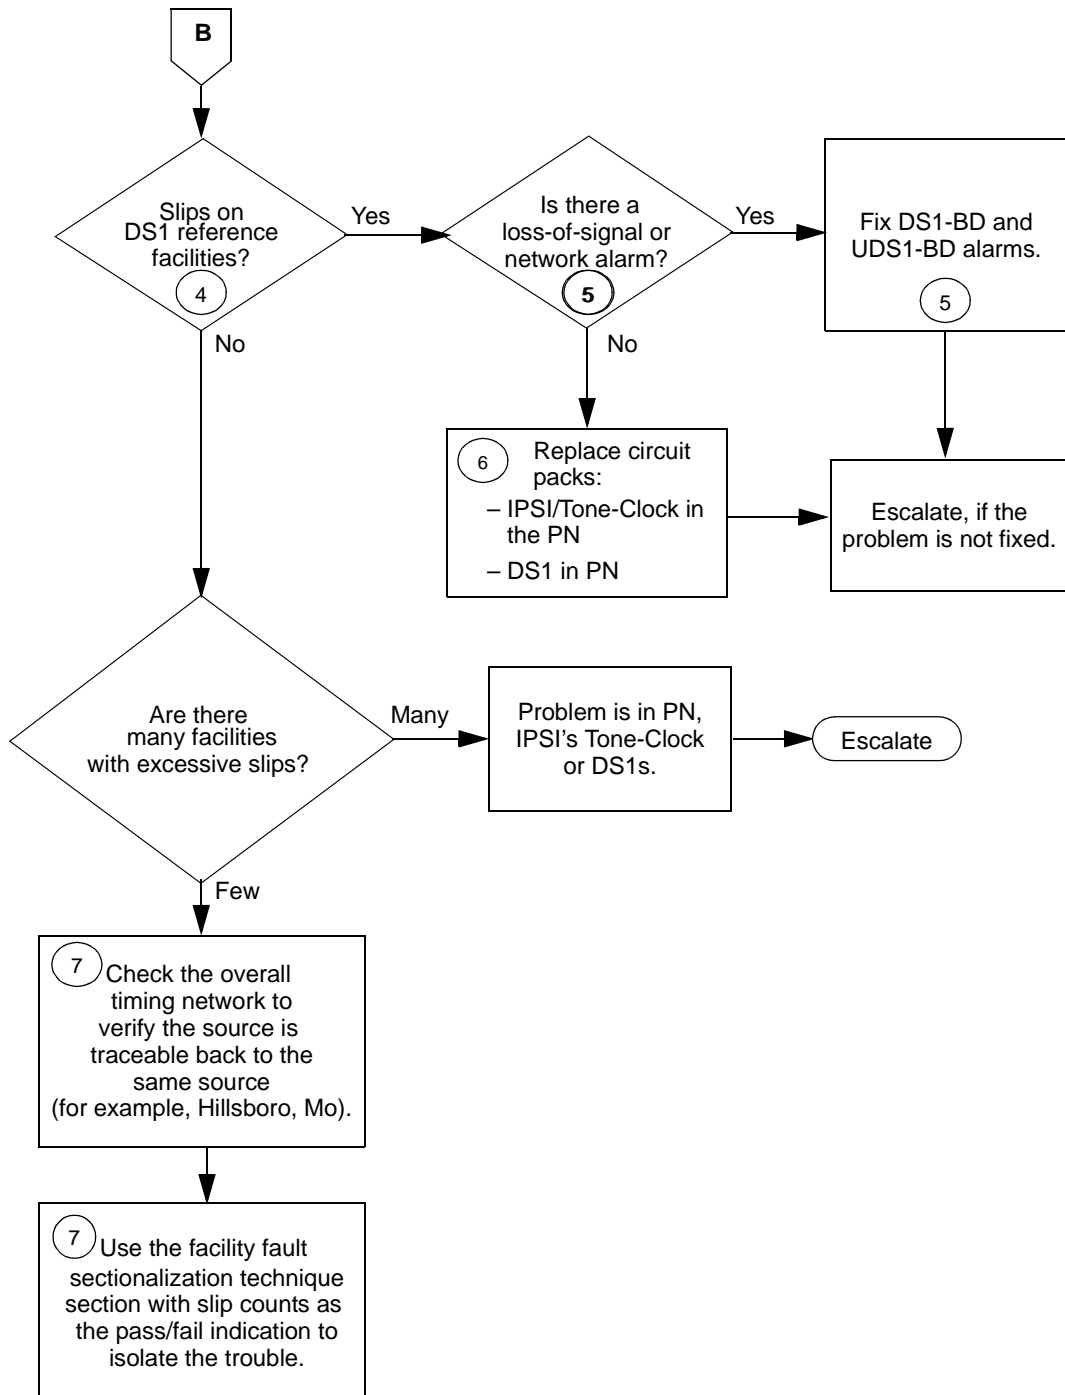 B
Slips on
DS1 reference
facilities?
4
Yes
No
Is there a
loss-of-signal or
network alarm?
5
Yes
No
Fix DS1-BD and
UDS1-BD alarms.
5
6 Replace circuit
packs:
– IPSI/Tone-Clock in
the PN
– DS1 in PN
Escalate, if the
problem is not fixed.
Are there
many facilities
with excessive slips?
Many
Few
Problem is in PN,
IPSI's Tone-Clock
or DS1s.
Escalate
7 Check the overall
timing network to
verify the source is
traceable back to the
same source
(for example, Hillsboro, Mo).
7 Use the facility fault
sectionalization technique
section with slip counts as
the pass/fail indication to
isolate the trouble.